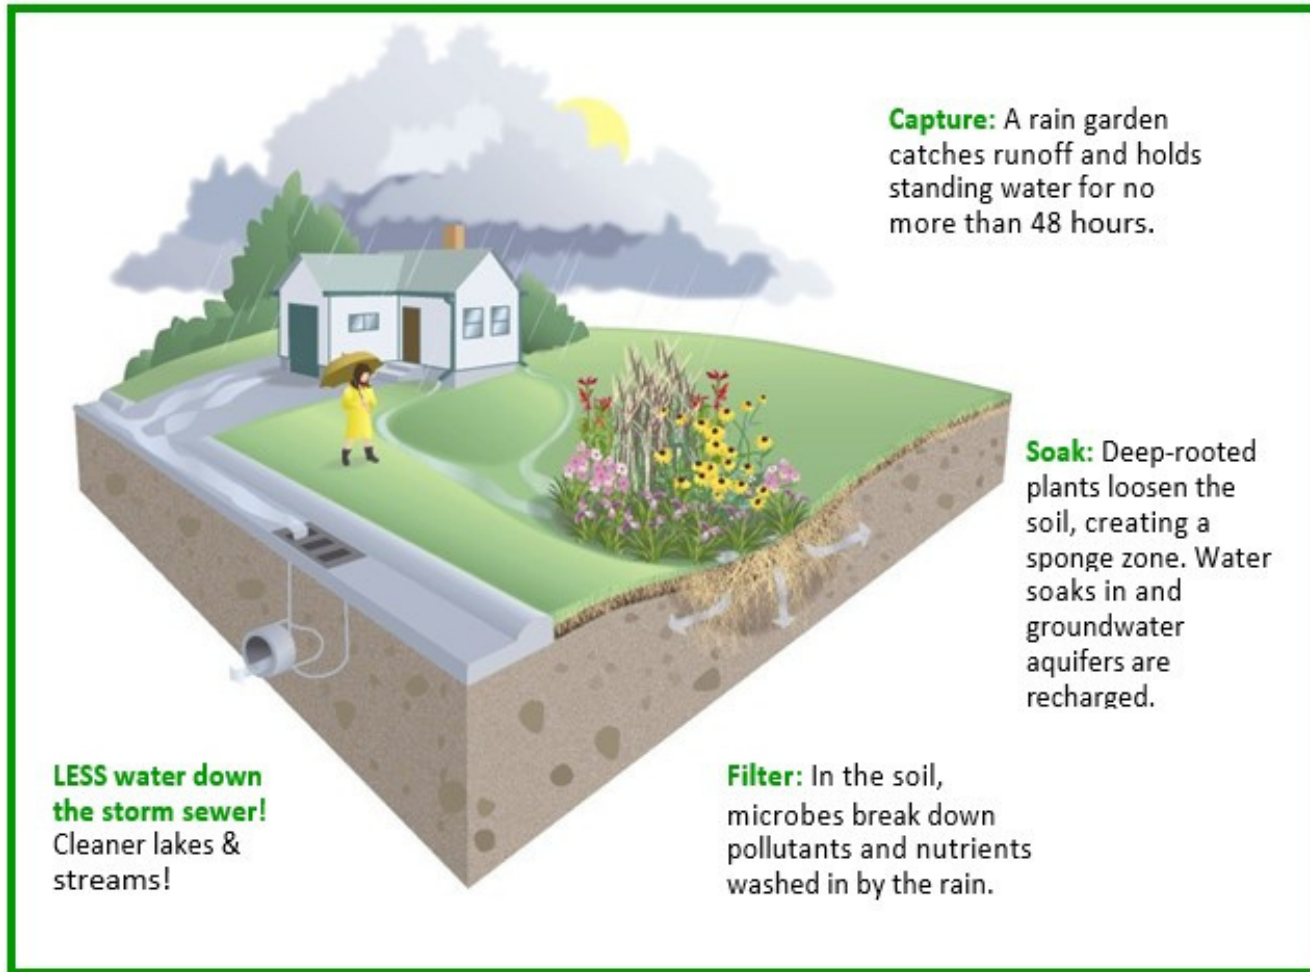 Capture: A rain garden
catches runoff and holds
standing water for no
more than 48 hours.
Soak: Deep-rooted
plants loosen the
soil, creating a
sponge zone. Water
soaks in and
groundwater
aquifers are
recharged.
LESS water down
the storm sewer!
Cleaner lakes &
streams!
Filter: In the soil,
microbes break down
pollutants and nutrients
washed in by the rain.